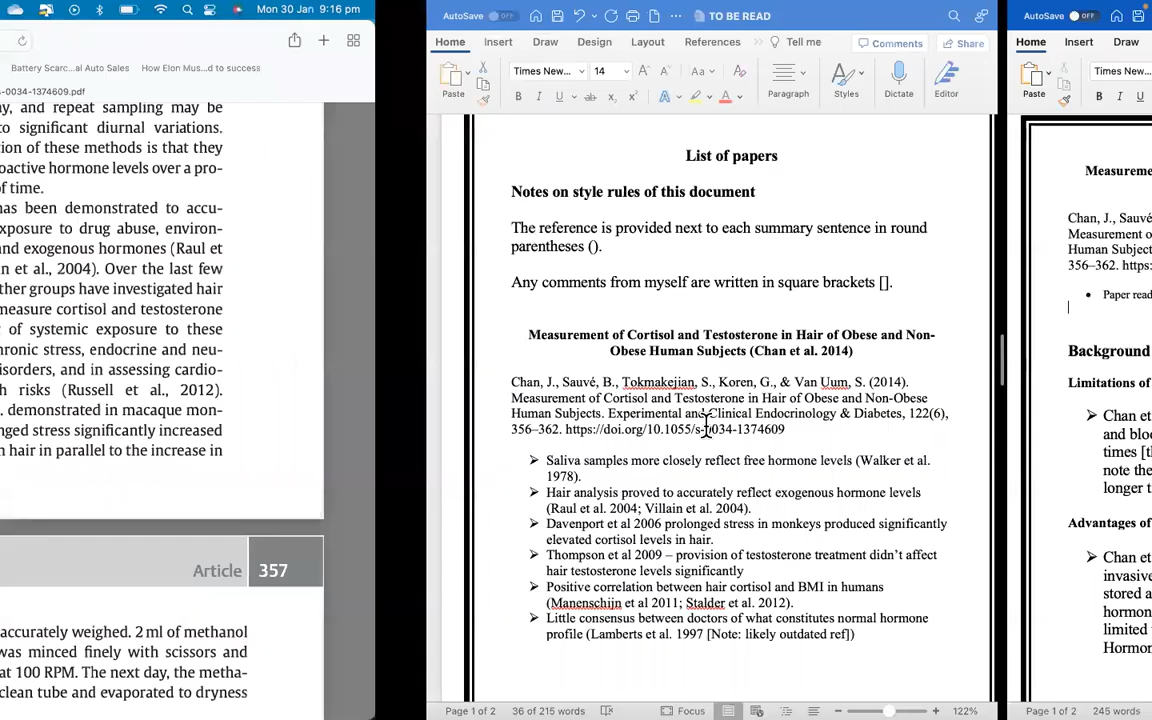 Mon 30 Jan 9:16 pm
Battery Scarc...al Auto Sales How Elon Mus...d to success
-0034-1374609.pdf
y, and repeat sampling may be
to significant diurnal variations.
tion of these methods is that they
oactive hormone levels over a pro-
of time.
has been demonstrated to accu-
xposure to drug abuse, environ-
and exogenous hormones (Raul et
n et al., 2004). Over the last few
ther groups have investigated hair
measure cortisol and testosterone
of systemic exposure to these
hronic stress, endocrine and neu-
isorders, and in assessing cardio-
h risks (Russell et al., 2012).
. demonstrated in macaque mon-
nged stress significantly increased
n hair in parallel to the increase in
Article 357
accurately weighed. 2 ml of methanol
was minced finely with scissors and
at 100 RPM. The next day, the metha-
clean tube and evaporated to dryness
AutoSave OFF TO BE READ
Home Insert Draw Design Layout References Tell me Comments Share
Times New... 14
Paste Paragraph Styles Dictate Editor
List of papers
Notes on style rules of this document
The reference is provided next to each summary sentence in round
parentheses ().
Any comments from myself are written in square brackets [].
Measurement of Cortisol and Testosterone in Hair of Obese and Non-
Obese Human Subjects (Chan et al. 2014)
Chan, J., Sauvé, B., Tokmakejian, S., Koren, G., & Van Uum, S. (2014).
Measurement of Cortisol and Testosterone in Hair of Obese and Non-Obese
Human Subjects. Experimental and Clinical Endocrinology & Diabetes, 122(6),
356–362. https://doi.org/10.1055/s-0034-1374609
➢ Saliva samples more closely reflect free hormone levels (Walker et al.
1978).
➢ Hair analysis proved to accurately reflect exogenous hormone levels
(Raul et al. 2004; Villain et al. 2004).
➢ Davenport et al 2006 prolonged stress in monkeys produced significantly
elevated cortisol levels in hair.
➢ Thompson et al 2009 – provision of testosterone treatment didn't affect
hair testosterone levels significantly
➢ Positive correlation between hair cortisol and BMI in humans
(Manenschijn et al 2011; Stalder et al. 2012).
➢ Little consensus between doctors of what constitutes normal hormone
profile (Lamberts et al. 1997 [Note: likely outdated ref])
Page 1 of 2 36 of 215 words Focus 122%
AutoSave OFF
Home Insert Draw
Times New...
Paste
Measureme
Chan, J., Sauvé
Measurement o
Human Subject
356–362. https:
• Paper read
Background
Limitations of
➢ Chan et
and bloo
times [th
note the
longer t
Advantages of
➢ Chan et
invasive
stored a
hormon
limited
Hormor
Page 1 of 2 245 words